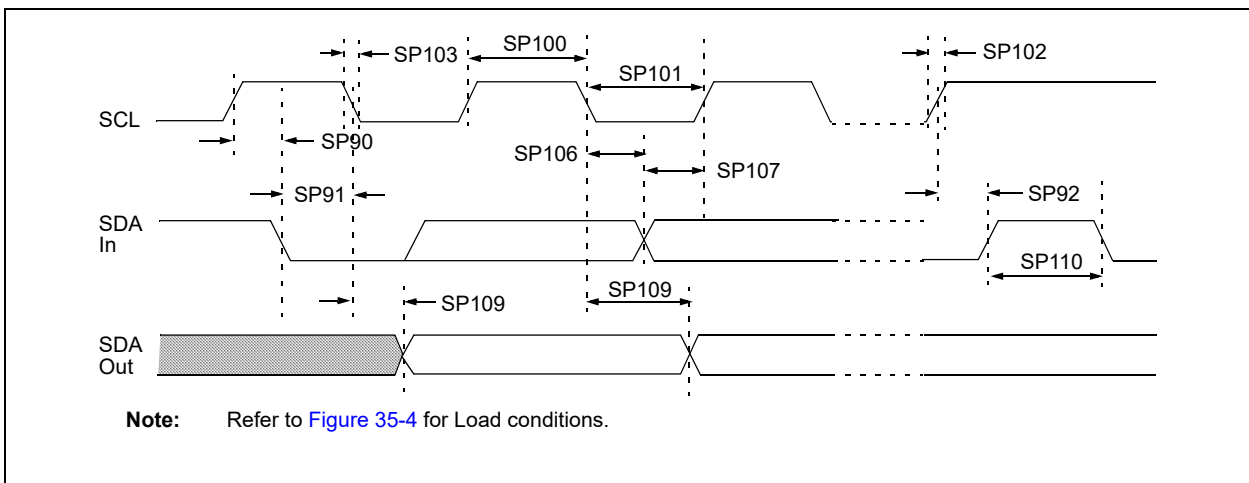 SP103
SP100
SP102
SP101
SCL
SP90
SP106
SP107
SP91
SP92
SDA
In
SP110
SP109
SP109
SDA
Out
Note: Refer to Figure 35-4 for Load conditions.